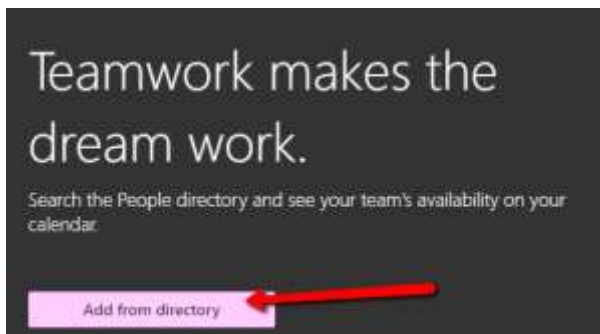 Teamwork makes the
dream work.
Search the People directory and see your team's availability on your
calendar.
Add from directory